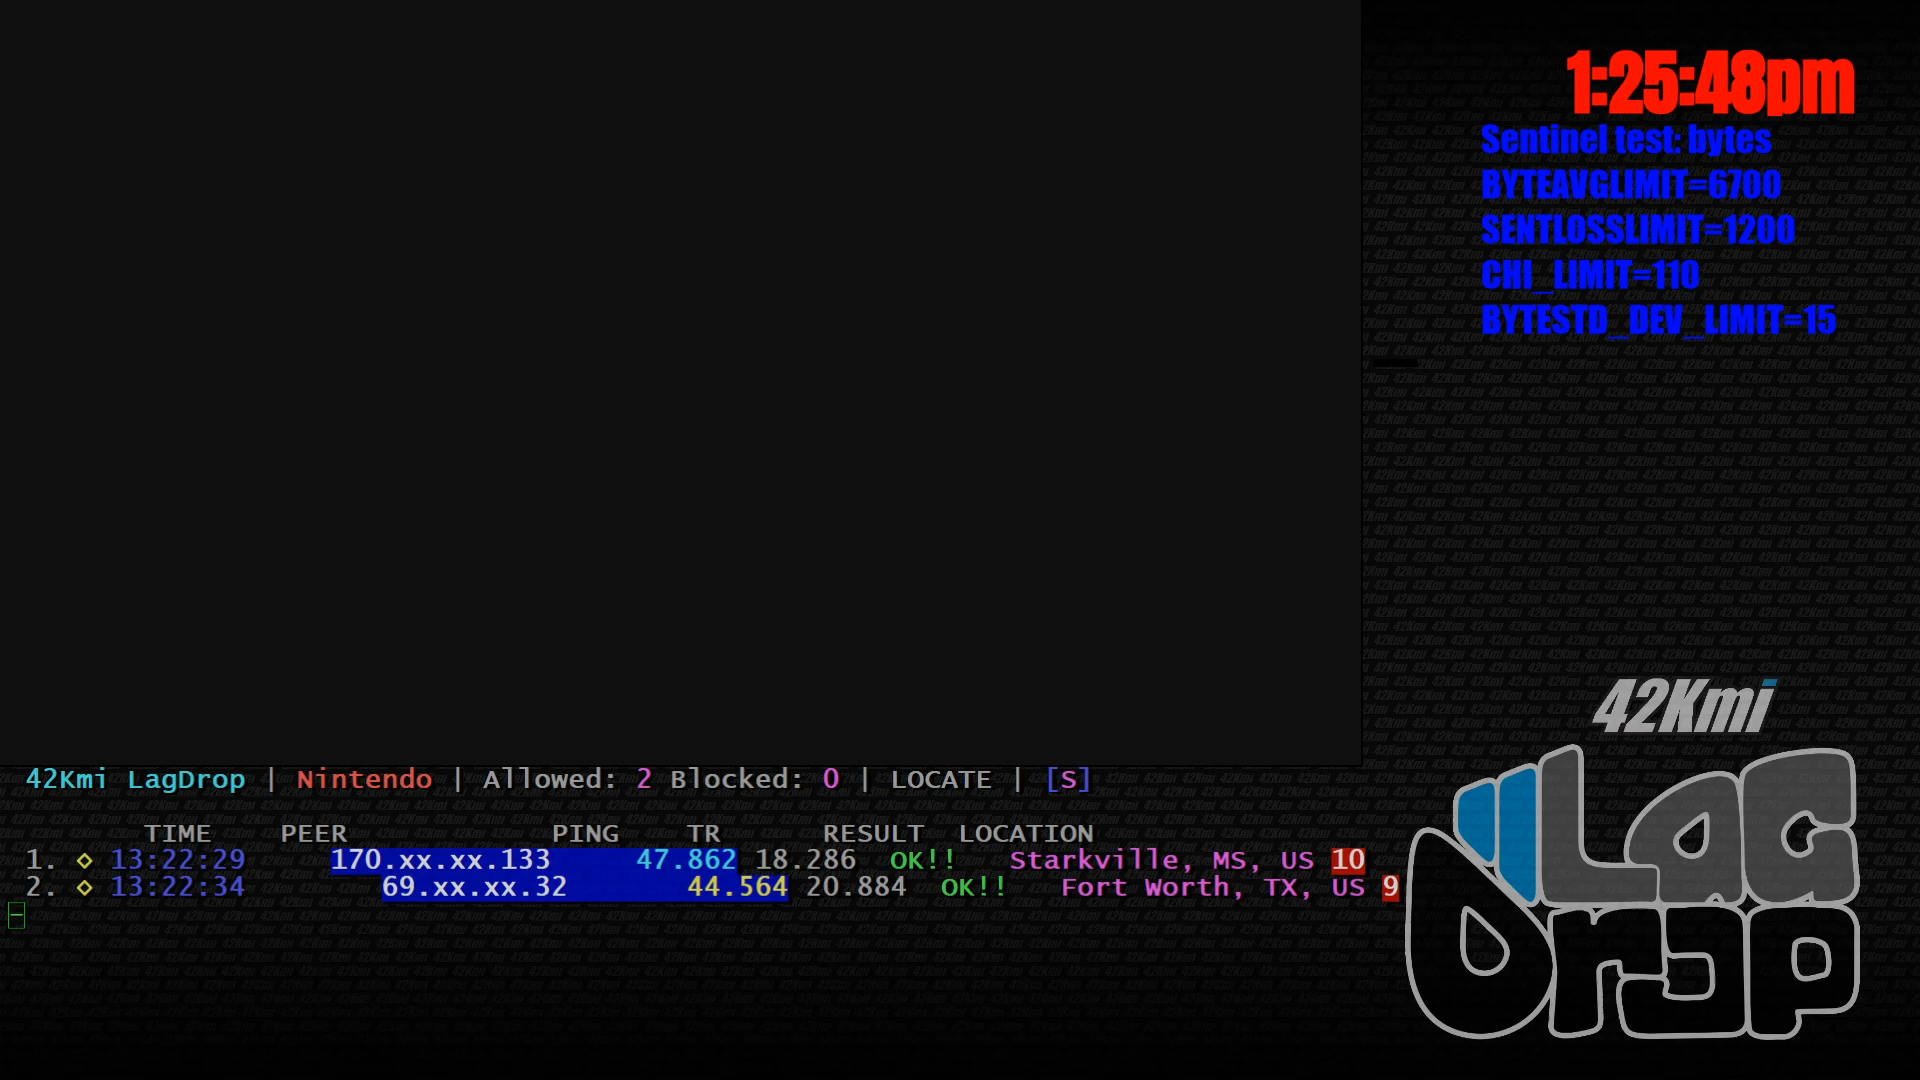 1:25:48pm
Sentinel test: bytes
BYTEAVGLIMIT=6700
SENTLOSSLIMIT=1200
CHI_LIMIT=110
BYTESTD_DEV_LIMIT=15
42Kmi
LagDrop
42Kmi LagDrop | Nintendo | Allowed: 2 Blocked: 0 | LOCATE | [S]
TIME PEER PING TR RESULT LOCATION
1. ◇ 13:22:29 170.xx.xx.133 47.862 18.286 OK!! Starkville, MS, US 10
2. ◇ 13:22:34 69.xx.xx.32 44.564 20.884 OK!! Fort Worth, TX, US 9